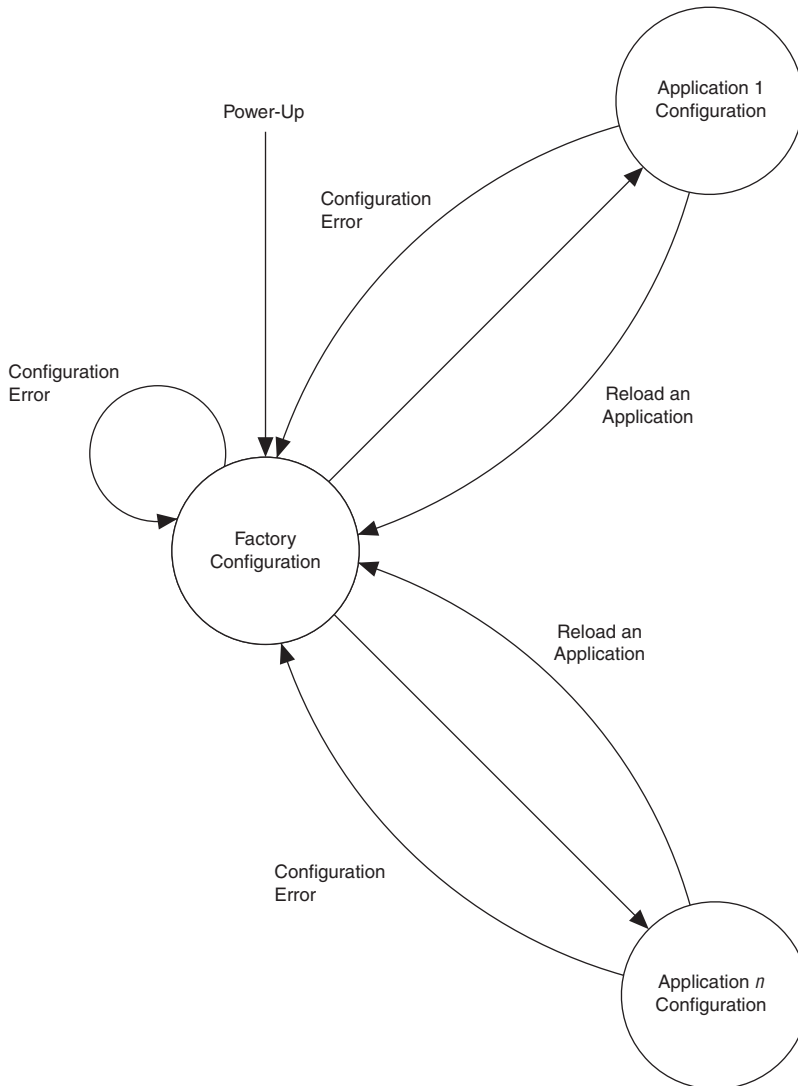 Application 1
Configuration
Power-Up
Configuration
Error
Configuration
Error
Reload an
Application
Factory
Configuration
Reload an
Application
Configuration
Error
Application n
Configuration